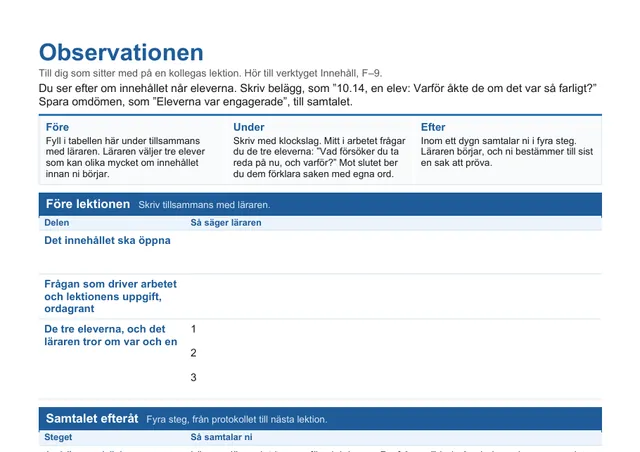 Observationen
Till dig som sitter med på en kollegas lektion. Hör till verktyget Innehåll, F–9.
Du ser efter om innehållet når eleverna. Skriv belägg, som ”10.14, en elev: Varför åkte de om det var så farligt?”
Spara omdömen, som ”Eleverna var engagerade”, till samtalet.
Före
Fyll i tabellen här under tillsammans
med läraren. Läraren väljer tre elever
som kan olika mycket om innehållet
innan ni börjar.
Under
Skriv med klockslag. Mitt i arbetet frågar
du de tre eleverna: ”Vad försöker du ta
reda på nu, och varför?” Mot slutet ber
du dem förklara saken med egna ord.
Efter
Inom ett dygn samtalar ni i fyra steg.
Läraren börjar, och ni bestämmer till sist
en sak att pröva.
Före lektionen Skriv tillsammans med läraren.
Delen Så säger läraren
Det innehållet ska öppna
Frågan som driver arbetet
och lektionens uppgift,
ordagrant
De tre eleverna, och det
läraren tror om var och en
1
2
3
Samtalet efteråt Fyra steg, från protokollet till nästa lektion.
Steget Så samtalar ni